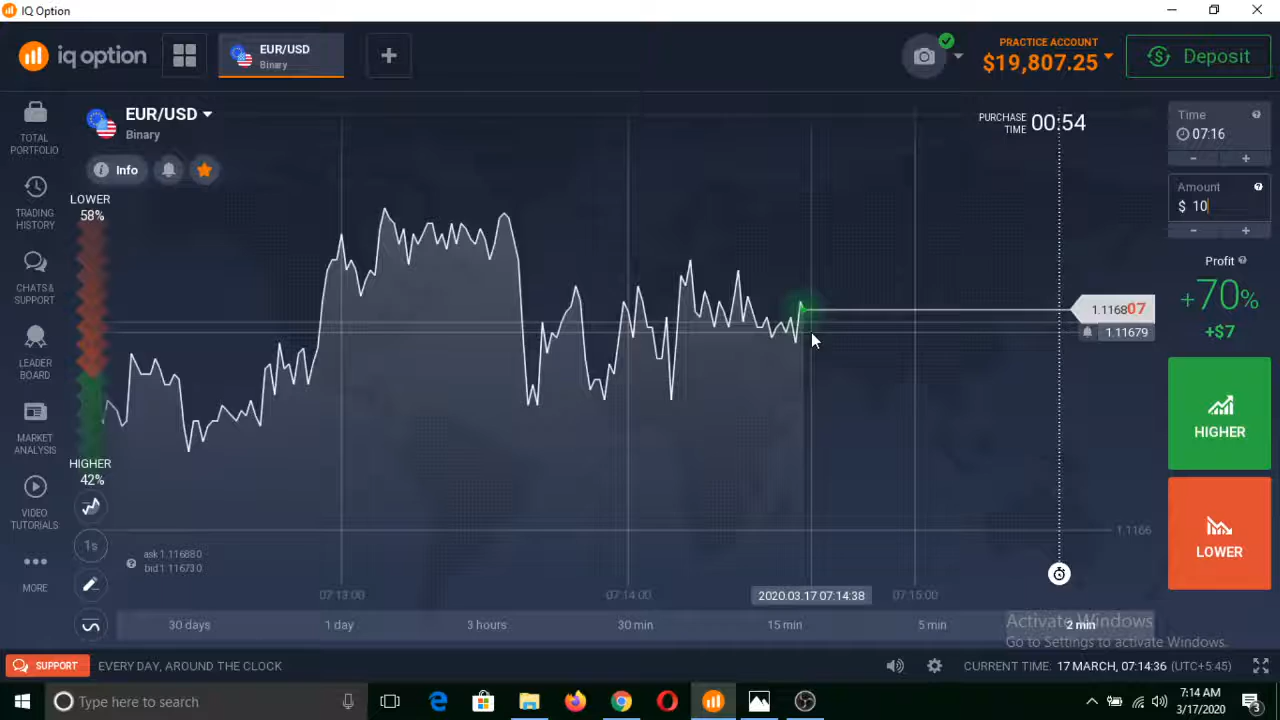 IQ Option
iq option
EUR/USD
Binary
PRACTICE ACCOUNT
$19,807.25
Deposit
TOTAL
PORTFOLIO
TRADING
HISTORY
CHATS &
SUPPORT
LEADER
BOARD
MARKET
ANALYSIS
VIDEO
TUTORIALS
MORE
EUR/USD
Binary
Info
LOWER
58%
HIGHER
42%
1s
PURCHASE
TIME
00:54
1.116807
1.11679
1.1166
ask 1.116880
bid 1.116730
07:13:00
07:14:00
2020.03.17 07:14:38
07:15:00
30 days
1 day
3 hours
30 min
15 min
5 min
2 min
Time
07:16
- +
Amount
$ 10
- +
Profit
+70%
+$7
HIGHER
LOWER
Activate Windows
Go to Settings to activate Windows.
SUPPORT
EVERY DAY, AROUND THE CLOCK
CURRENT TIME: 17 MARCH, 07:14:36 (UTC+5:45)
Type here to search
7:14 AM
3/17/2020
3